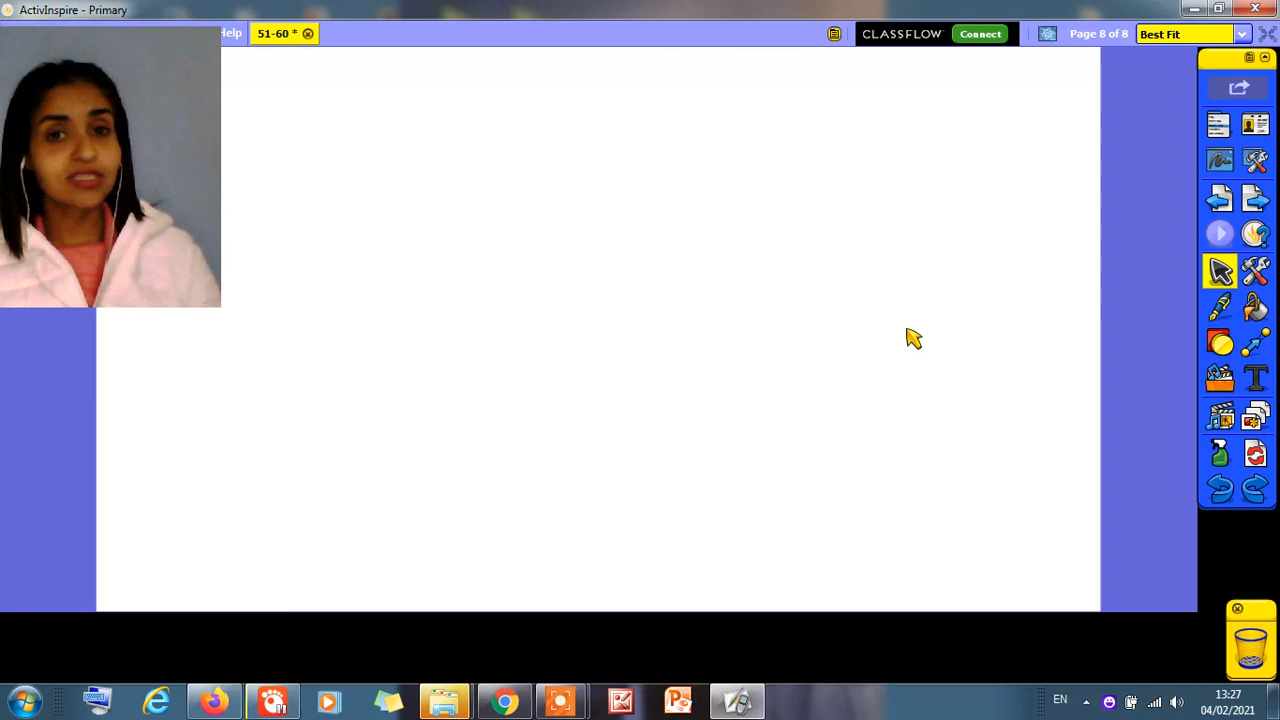 ActivInspire - Primary
Help 51-60 * CLASSFLOW Connect Page 8 of 8 Best Fit
EN 13:27
04/02/2021